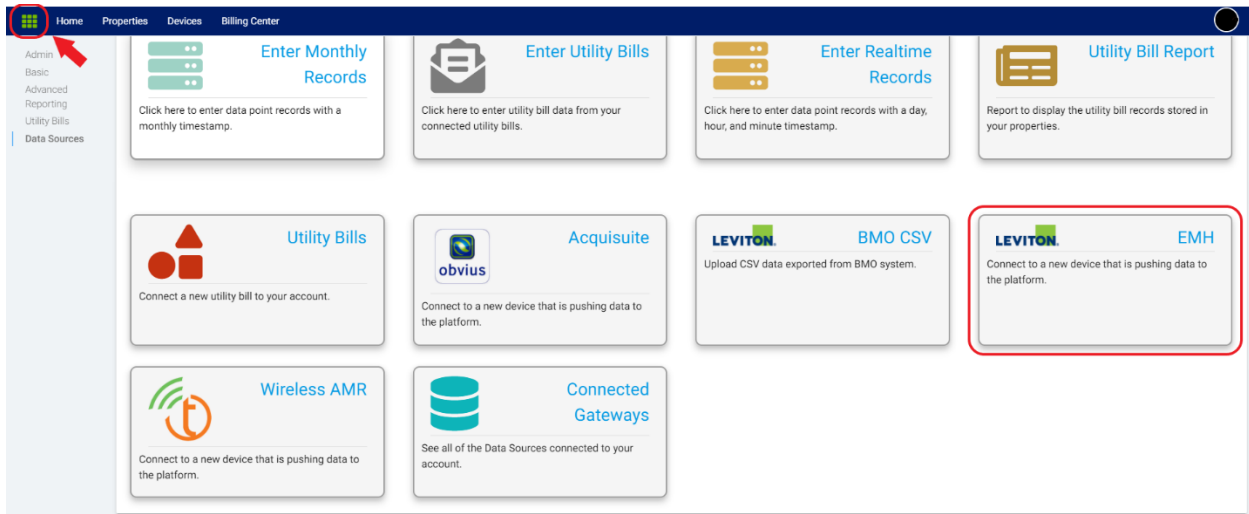 Home Properties Devices Billing Center
Admin
Basic
Advanced
Reporting
Utility Bills
Data Sources
Enter Monthly
Records
Click here to enter data point records with a
monthly timestamp.
Enter Utility Bills
Click here to enter utility bill data from your
connected utility bills.
Enter Realtime
Records
Click here to enter data point records with a day,
hour, and minute timestamp.
Utility Bill Report
Report to display the utility bill records stored in
your properties.
Utility Bills
Connect a new utility bill to your account.
obvius
Acquisuite
Connect to a new device that is pushing data to
the platform.
LEVITON.
BMO CSV
Upload CSV data exported from BMO system.
LEVITON.
EMH
Connect to a new device that is pushing data to
the platform.
Wireless AMR
Connect to a new device that is pushing data to
the platform.
Connected
Gateways
See all of the Data Sources connected to your
account.